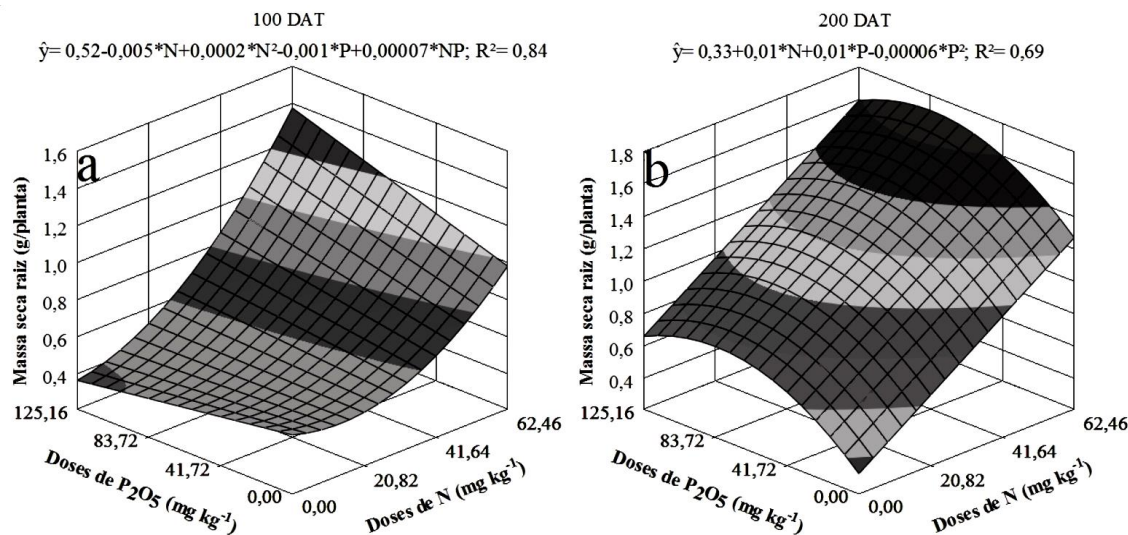 100 DAT
ŷ= 0,52-0,005*N+0,0002*N²-0,001*P+0,00007*NP; R²= 0,84
a
Massa seca raiz (g/planta)
1,6
1,4
1,2
1,0
0,8
0,6
0,4
125,16
83,72
41,72
0,00
Doses de P₂O₅ (mg kg⁻¹)
0,00
20,82
41,64
62,46
Doses de N (mg kg⁻¹)
200 DAT
ŷ= 0,33+0,01*N+0,01*P-0,00006*P²; R²= 0,69
b
Massa seca raiz (g/planta)
1,8
1,6
1,4
1,2
1,0
0,8
0,6
0,4
125,16
83,72
41,72
0,00
Doses de P₂O₅ (mg kg⁻¹)
0,00
20,82
41,64
62,46
Doses de N (mg kg⁻¹)